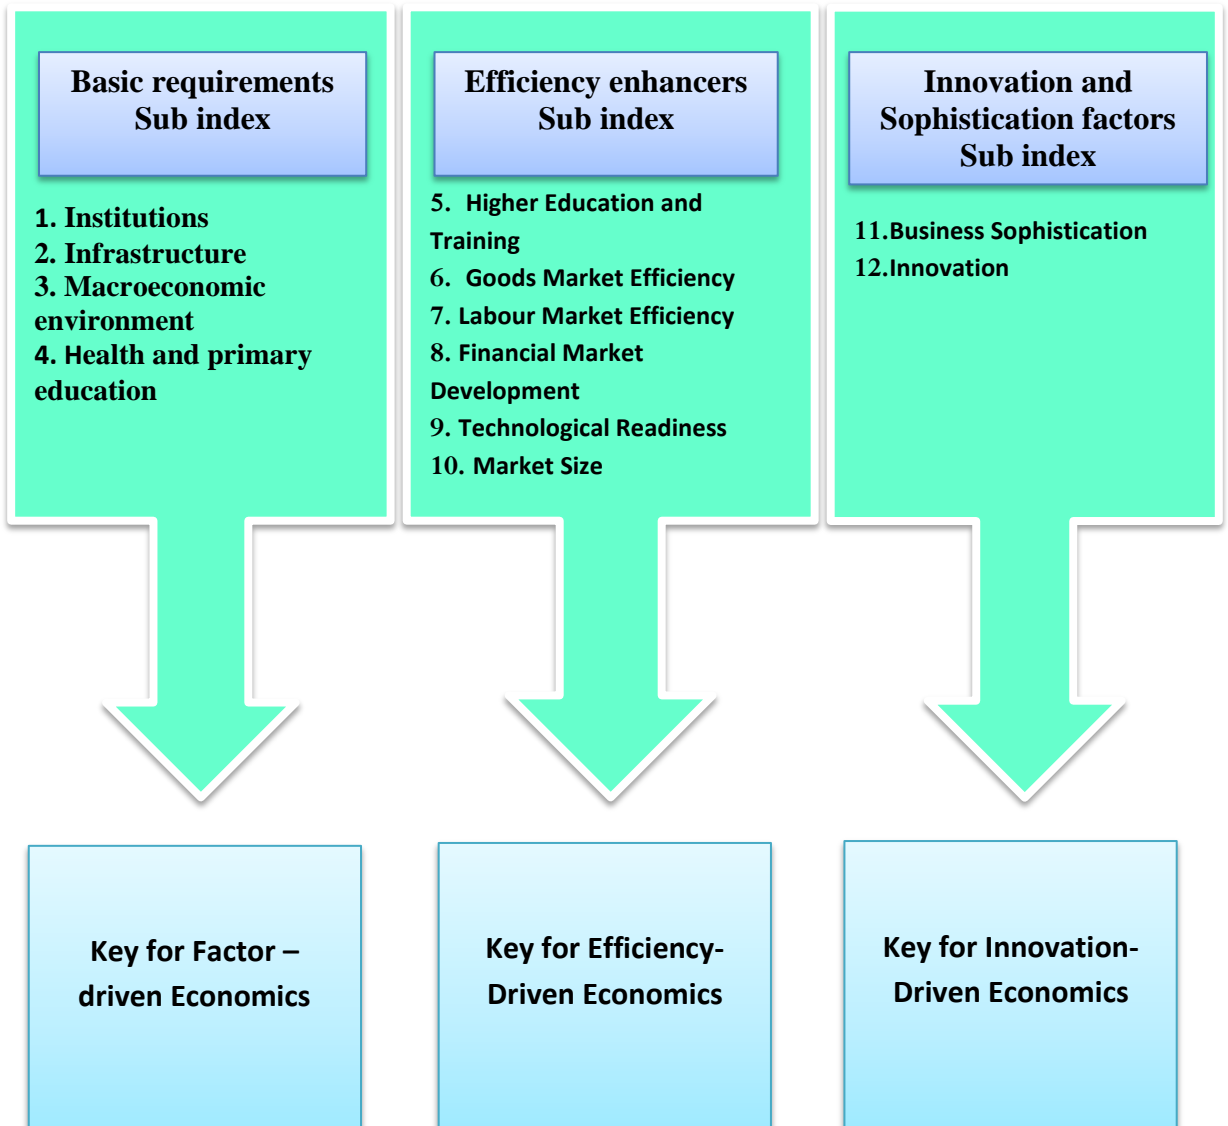 Basic requirements
Sub index
1. Institutions
2. Infrastructure
3. Macroeconomic
environment
4. Health and primary
education
Efficiency enhancers
Sub index
5. Higher Education and
Training
6. Goods Market Efficiency
7. Labour Market Efficiency
8. Financial Market
Development
9. Technological Readiness
10. Market Size
Innovation and
Sophistication factors
Sub index
11.Business Sophistication
12.Innovation
Key for Factor –
driven Economics
Key for Efficiency-
Driven Economics
Key for Innovation-
Driven Economics